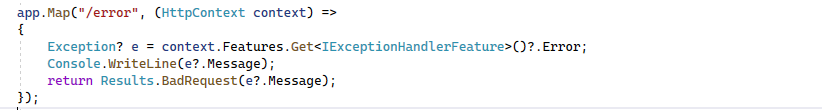 app.Map("/error", (HttpContext context) =>
{
    Exception? e = context.Features.Get<IExceptionHandlerFeature>()?.Error;
    Console.WriteLine(e?.Message);
    return Results.BadRequest(e?.Message);
});